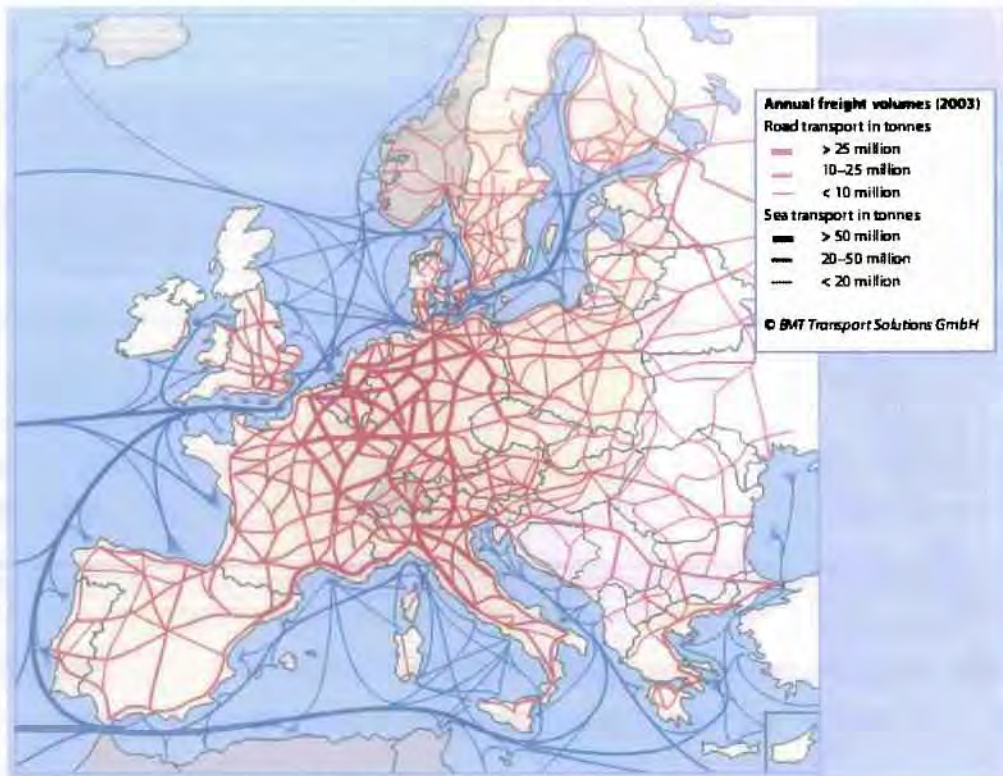 Annual freight volumes (2003)
Road transport in tonnes
> 25 million
10–25 million
< 10 million
Sea transport in tonnes
> 50 million
20–50 million
< 20 million
© BMT Transport Solutions GmbH